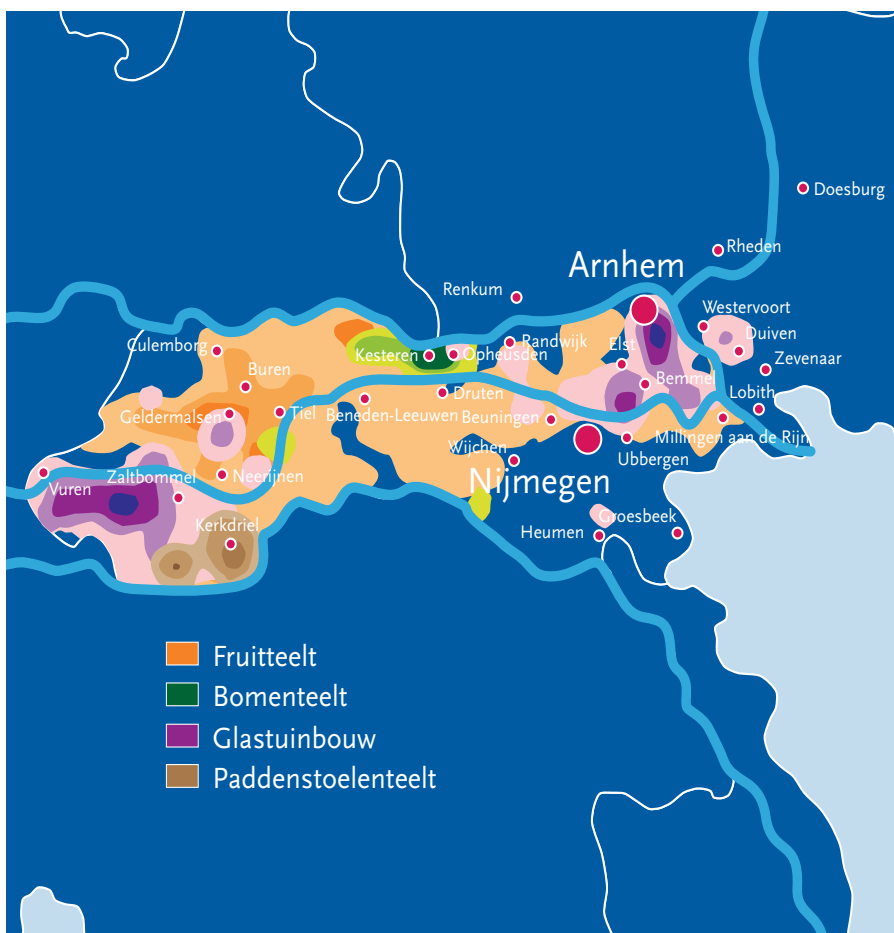 Doesburg
Rheden
Arnhem
Renkum
Westervoort
Culemborg
Randwijk
Duiven
Kesteren
Opheusden
Elst
Zevenaar
Buren
Bemmel
Druten
Lobith
Geldermalsen
Tiel
Beneden-Leeuwen
Beuningen
Millingen aan de Rijn
Wijchen
Ubbergen
Nijmegen
Vuren
Zaltbommel
Neerijnen
Kerkdriel
Groesbeek
Heumen
Fruitteelt
Bomenteelt
Glastuinbouw
Paddenstoelenteelt